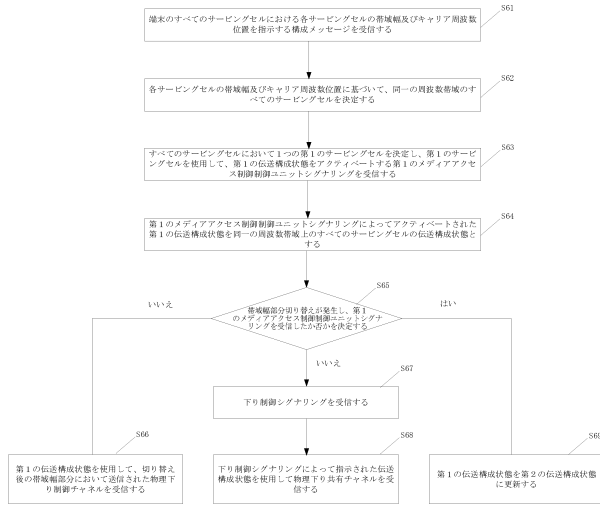 端末のすべてのサービングセルにおける各サービングセルの帯域幅及びキャリア周波数
位置を指示する構成メッセージを受信する
S61
各サービングセルの帯域幅及びキャリア周波数位置に基づいて、同一の周波数帯域のす
べてのサービングセルを決定する
S62
すべてのサービングセルにおいて１つの第１のサービングセルを決定し、第１のサービ
ングセルを使用して、第１の伝送構成状態をアクティベートする第１のメディアアクセ
ス制御制御ユニットシグナリングを受信する
S63
第１のメディアアクセス制御制御ユニットシグナリングによってアクティベートされた
第１の伝送構成状態を同一の周波数帯域上のすべてのサービングセルの伝送構成状態と
する
S64
帯域幅部分切り替えが発生し、第１
のメディアアクセス制御制御ユニットシグナ
リングを受信したか否かを決定する
S65
いいえ
はい
いいえ
下り制御シグナリングを受信する
S67
第１の伝送構成状態を使用して、切り替え
後の帯域幅部分において送信された物理下
り制御チャネルを受信する
S66
下り制御シグナリングによって指示された伝送
構成状態を使用して物理下り共有チャネルを受
信する
S68
第１の伝送構成状態を第２の伝送構成状態
に更新する
S69